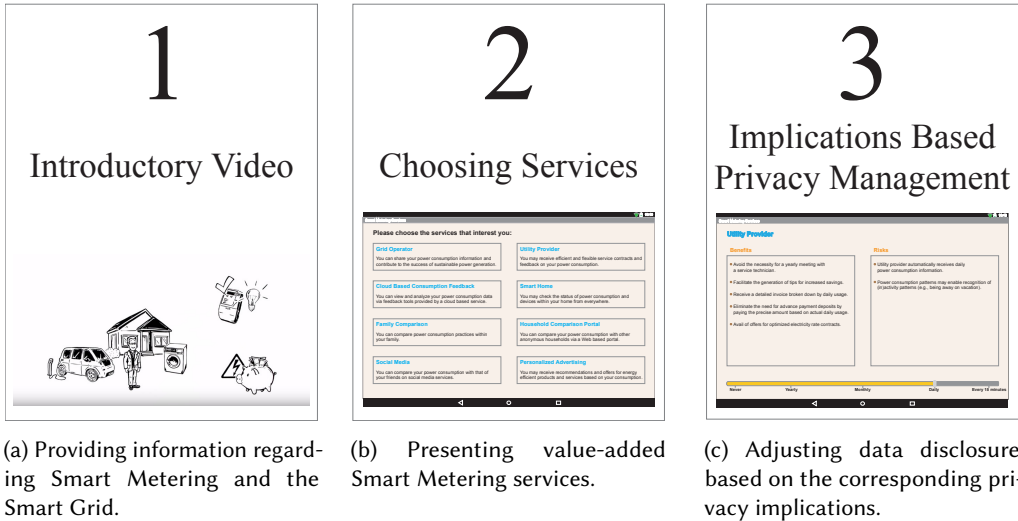 1
Introductory Video
(a) Providing information regard-
ing Smart Metering and the
Smart Grid.
2
Choosing Services
Please choose the services that interest you:
Grid Operator
You can share your power consumption information and
contribute to the success of sustainable power generation.
Utility Provider
You may receive efficient and flexible service contracts and
feedback on your power consumption.
Cloud Based Consumption Feedback
You can view and analyze your power consumption data
via feedback tools provided by a cloud based service.
Smart Home
You may check the status of power consumption and
devices within your home from everywhere.
Family Comparison
You can compare power consumption practices within
your family.
Household Comparison Portal
You can compare your power consumption with other
anonymous households via a Web based portal.
Social Media
You can compare your power consumption with that of
your friends on social media services.
Personalized Advertising
You may receive recommendations and offers for energy
efficient products and services based on your consumption.
(b) Presenting value-added
Smart Metering services.
3
Implications Based
Privacy Management
Utility Provider
Benefits
Avoid the necessity for a yearly meeting with
a service technician.
Facilitate the generation of tips for increased savings.
Receive a detailed invoice broken down by daily usage.
Eliminate the need for advance payment deposits by
paying the precise amount based on actual daily usage.
Avail of offers for optimized electricity rate contracts.
Risks
Utility provider automatically receives daily
power consumption information.
Power consumption patterns may enable recognition of
(in)activity patterns (e.g., being away on vacation).
Never Yearly Monthly Daily Every 15 minutes
(c) Adjusting data disclosure
based on the corresponding pri-
vacy implications.